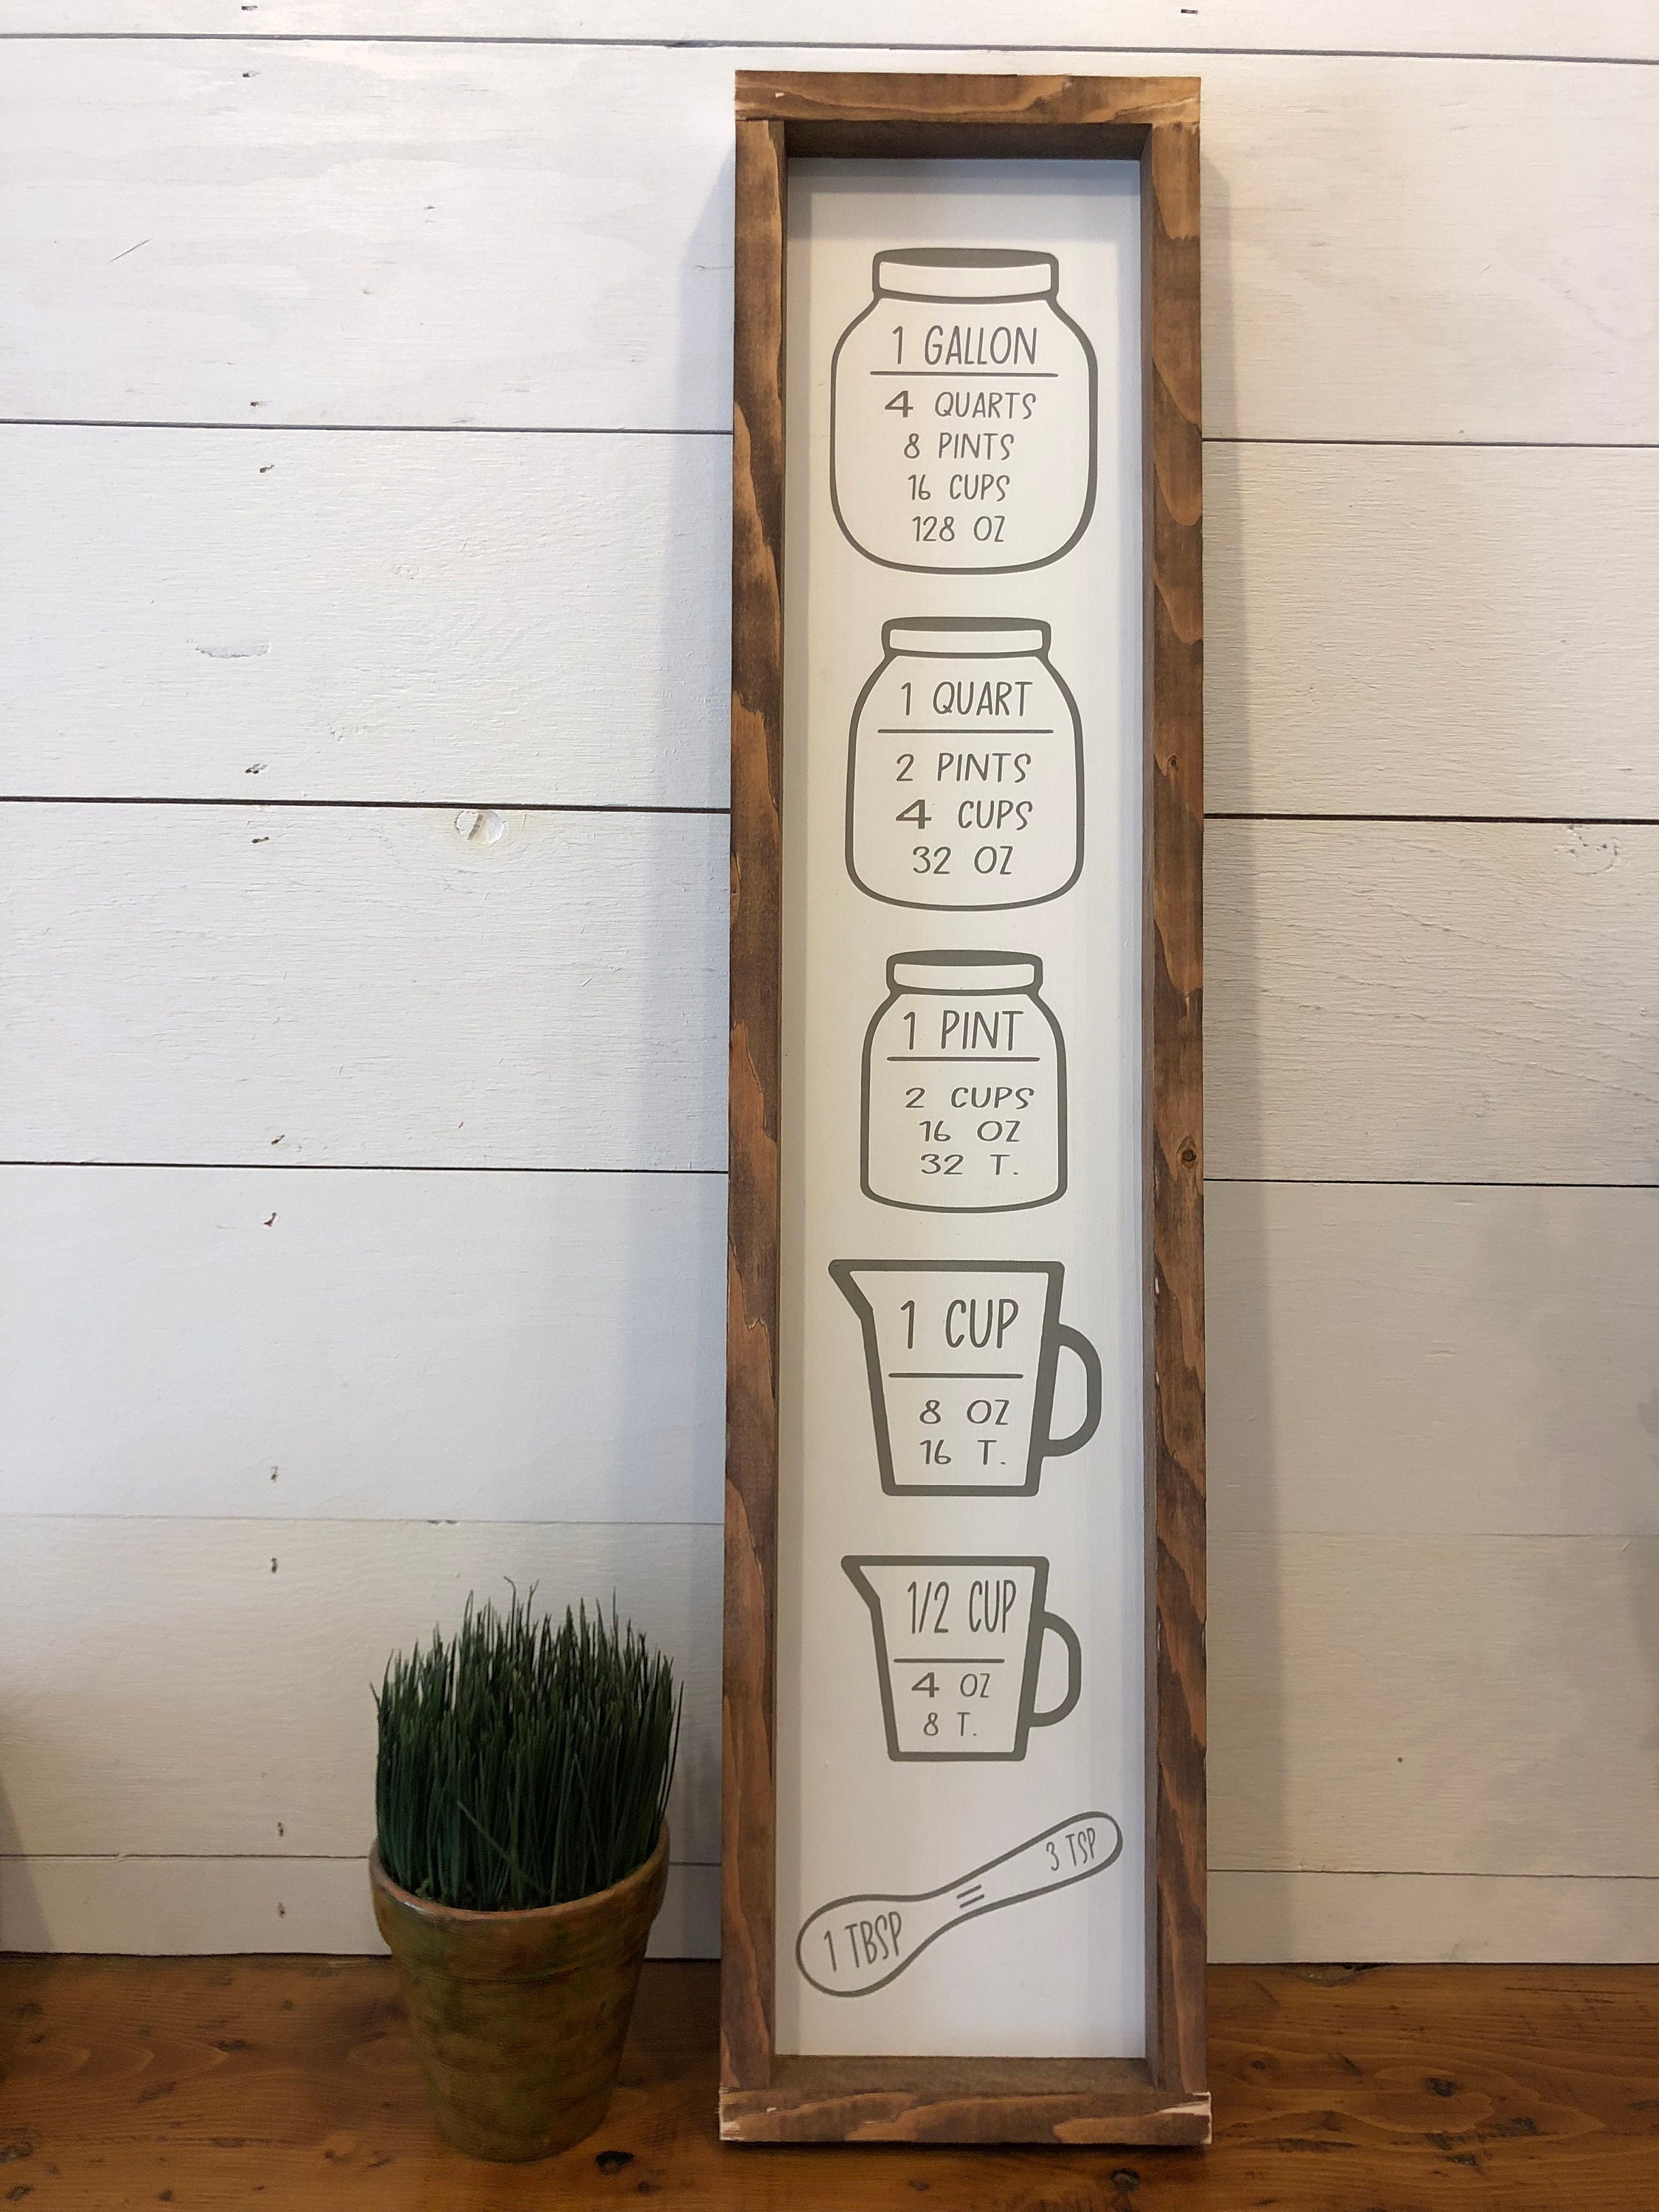 1 GALLON
4 QUARTS
8 PINTS
16 CUPS
128 OZ
1 QUART
2 PINTS
4 CUPS
32 OZ
1 PINT
2 CUPS
16 OZ
32 T.
1 CUP
8 OZ
16 T.
1/2 CUP
4 OZ
8 T.
1 TBSP = 3 TSP